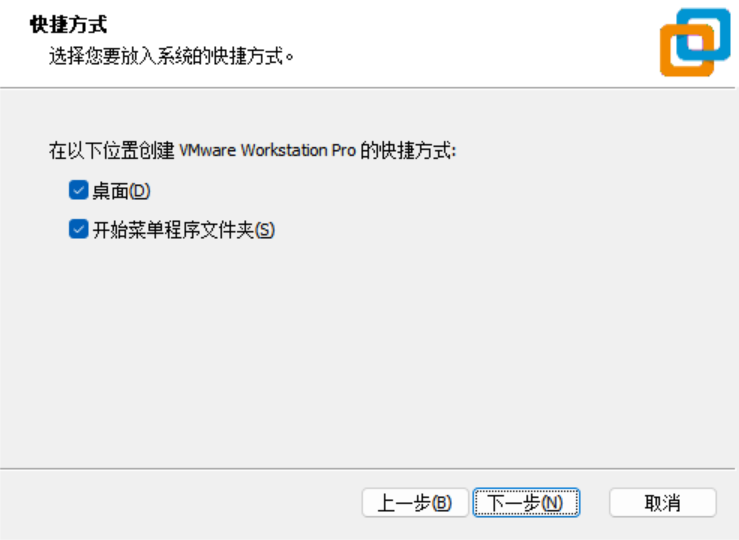 快捷方式
选择您要放入系统的快捷方式。
在以下位置创建 VMware Workstation Pro 的快捷方式:
桌面(D)
开始菜单程序文件夹(S)
上一步(B) 下一步(N) 取消